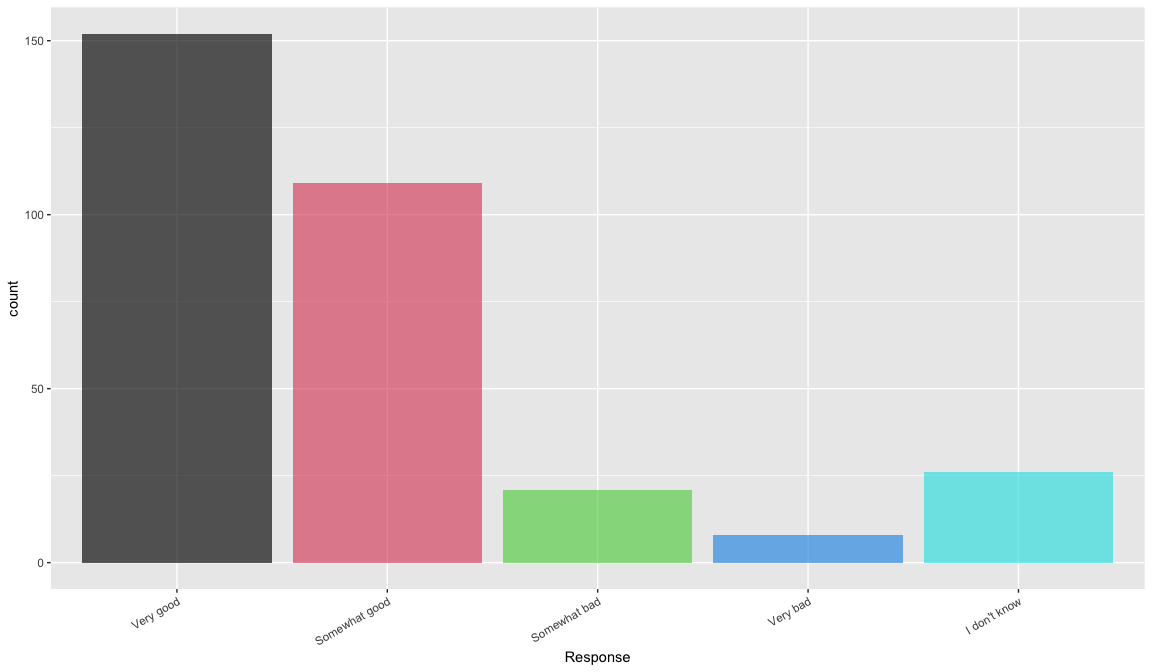 150
100
50
0
count
Very good
Somewhat good
Somewhat bad
Very bad
I don't know
Response